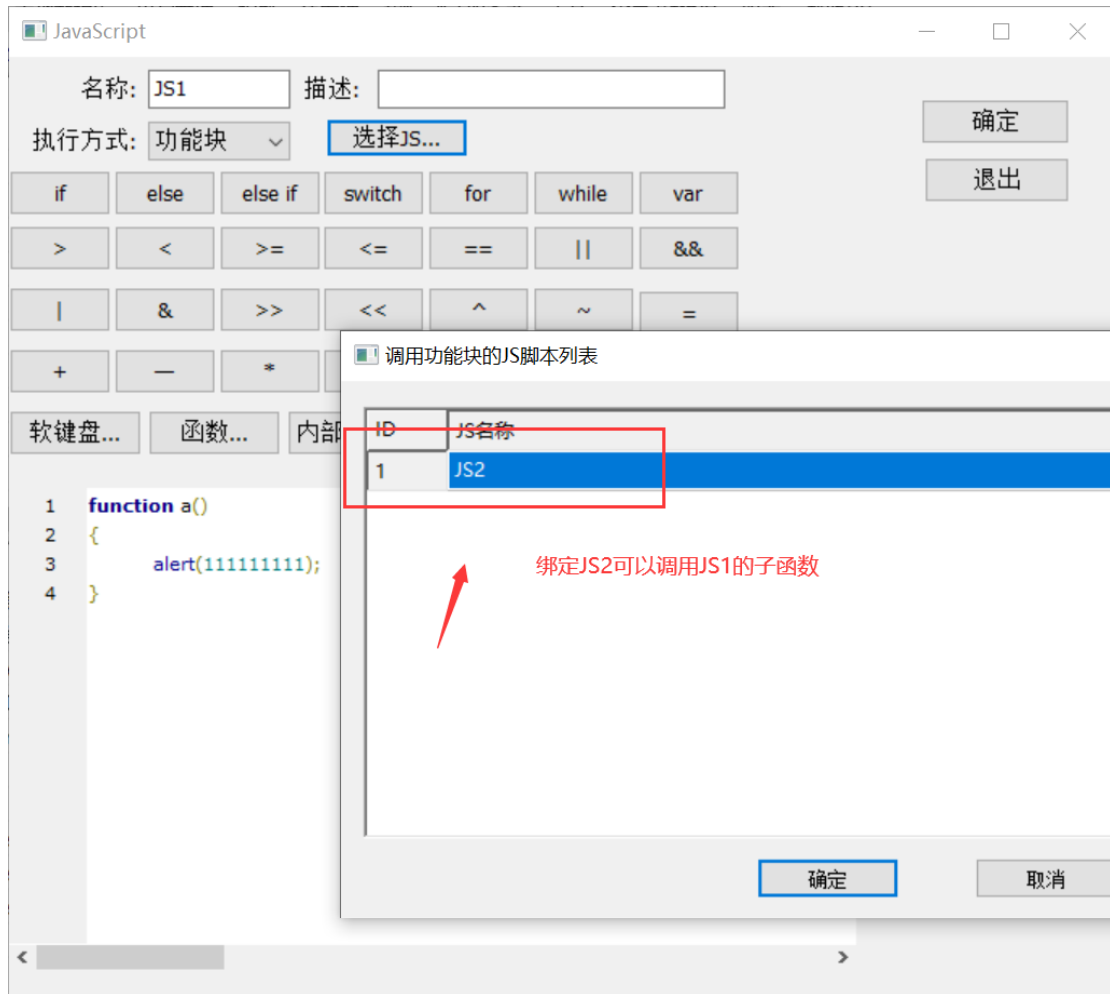 JavaScript
名称: JS1 描述:
执行方式: 功能块 选择JS...
确定
退出
if else else if switch for while var
> < >= <= == || &&
| & >> << ^ ~ =
+ — *
软键盘... 函数... 内部
调用功能块的JS脚本列表
ID JS名称
1 JS2
绑定JS2可以调用JS1的子函数
1 function a()
2 {
3 alert(111111111);
4 }
确定 取消